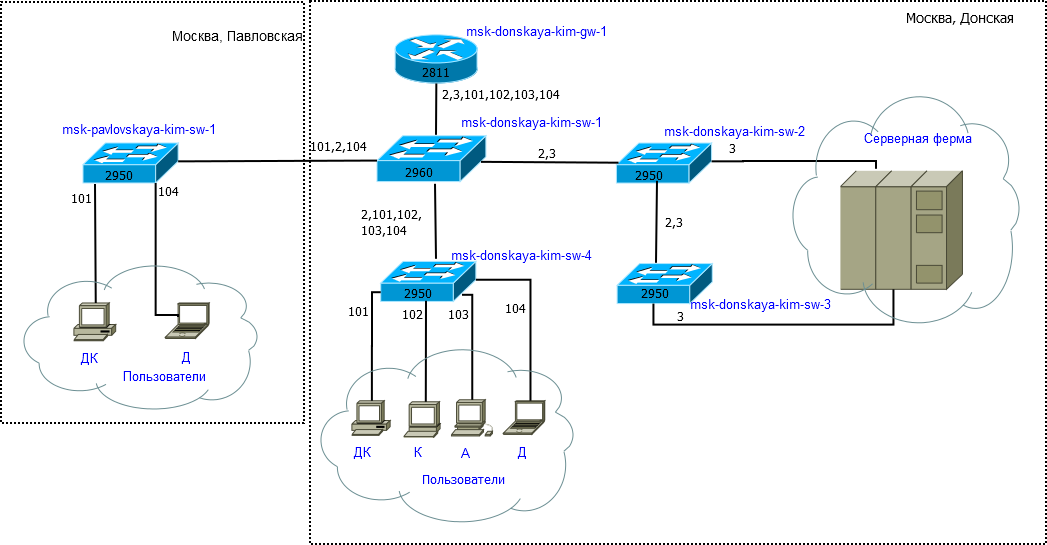 Москва, Павловская
msk-pavlovskaya-kim-sw-1
2950
101
104
ДК
Д
Пользователи
101,2,104
Москва, Донская
msk-donskaya-kim-gw-1
2811
2,3,101,102,103,104
msk-donskaya-kim-sw-1
2960
2,3
msk-donskaya-kim-sw-2
2950
3
Серверная ферма
2,3
2950
msk-donskaya-kim-sw-3
3
2,101,102,
103,104
msk-donskaya-kim-sw-4
2950
101
102
103
104
ДК
К
А
Д
Пользователи